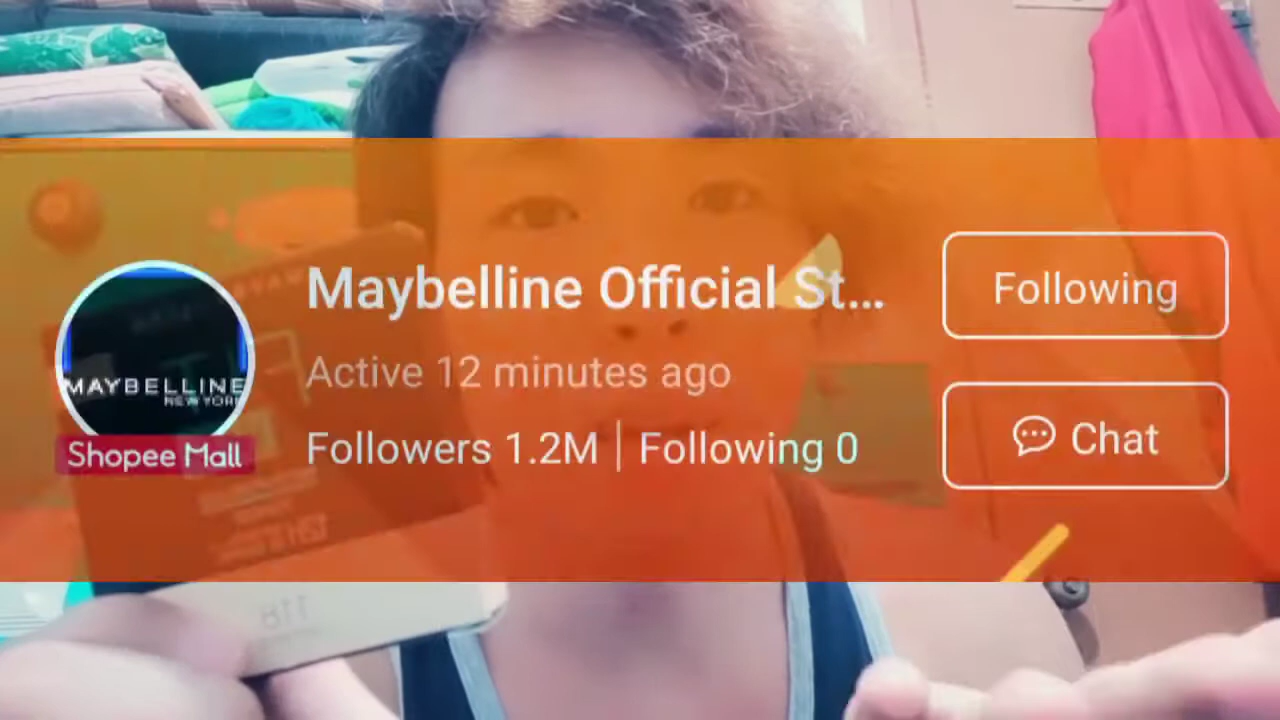 Maybelline Official St...
Following
Active 12 minutes ago
MAYBELLINE
NEW YORK
Shopee Mall
Followers 1.2M | Following 0
Chat
118